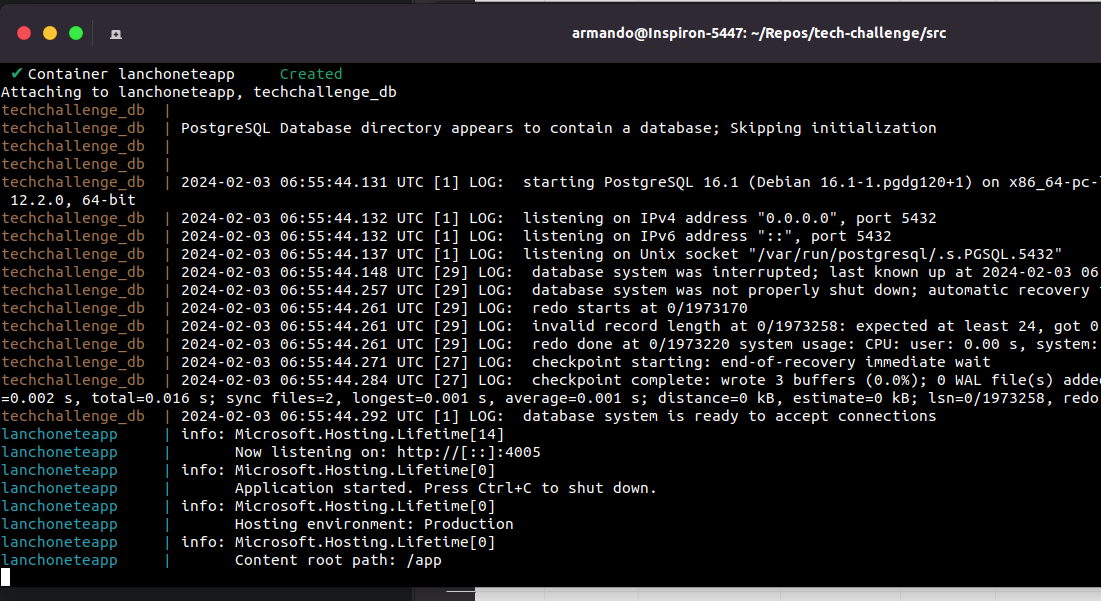 armando@Inspiron-5447: ~/Repos/tech-challenge/src
✔ Container lanchoneteapp     Created
Attaching to lanchoneteapp, techchallenge_db
techchallenge_db  |
techchallenge_db  | PostgreSQL Database directory appears to contain a database; Skipping initialization
techchallenge_db  |
techchallenge_db  |
techchallenge_db  | 2024-02-03 06:55:44.131 UTC [1] LOG:  starting PostgreSQL 16.1 (Debian 16.1-1.pgdg120+1) on x86_64-pc-
12.2.0, 64-bit
techchallenge_db  | 2024-02-03 06:55:44.132 UTC [1] LOG:  listening on IPv4 address "0.0.0.0", port 5432
techchallenge_db  | 2024-02-03 06:55:44.132 UTC [1] LOG:  listening on IPv6 address "::", port 5432
techchallenge_db  | 2024-02-03 06:55:44.137 UTC [1] LOG:  listening on Unix socket "/var/run/postgresql/.s.PGSQL.5432"
techchallenge_db  | 2024-02-03 06:55:44.148 UTC [29] LOG:  database system was interrupted; last known up at 2024-02-03 06
techchallenge_db  | 2024-02-03 06:55:44.257 UTC [29] LOG:  database system was not properly shut down; automatic recovery
techchallenge_db  | 2024-02-03 06:55:44.261 UTC [29] LOG:  redo starts at 0/1973170
techchallenge_db  | 2024-02-03 06:55:44.261 UTC [29] LOG:  invalid record length at 0/1973258: expected at least 24, got 0
techchallenge_db  | 2024-02-03 06:55:44.261 UTC [29] LOG:  redo done at 0/1973220 system usage: CPU: user: 0.00 s, system:
techchallenge_db  | 2024-02-03 06:55:44.271 UTC [27] LOG:  checkpoint starting: end-of-recovery immediate wait
techchallenge_db  | 2024-02-03 06:55:44.284 UTC [27] LOG:  checkpoint complete: wrote 3 buffers (0.0%); 0 WAL file(s) adde
=0.002 s, total=0.016 s; sync files=2, longest=0.001 s, average=0.001 s; distance=0 kB, estimate=0 kB; lsn=0/1973258, redo
techchallenge_db  | 2024-02-03 06:55:44.292 UTC [1] LOG:  database system is ready to accept connections
lanchoneteapp     | info: Microsoft.Hosting.Lifetime[14]
lanchoneteapp     |       Now listening on: http://[::]:4005
lanchoneteapp     | info: Microsoft.Hosting.Lifetime[0]
lanchoneteapp     |       Application started. Press Ctrl+C to shut down.
lanchoneteapp     | info: Microsoft.Hosting.Lifetime[0]
lanchoneteapp     |       Hosting environment: Production
lanchoneteapp     | info: Microsoft.Hosting.Lifetime[0]
lanchoneteapp     |       Content root path: /app